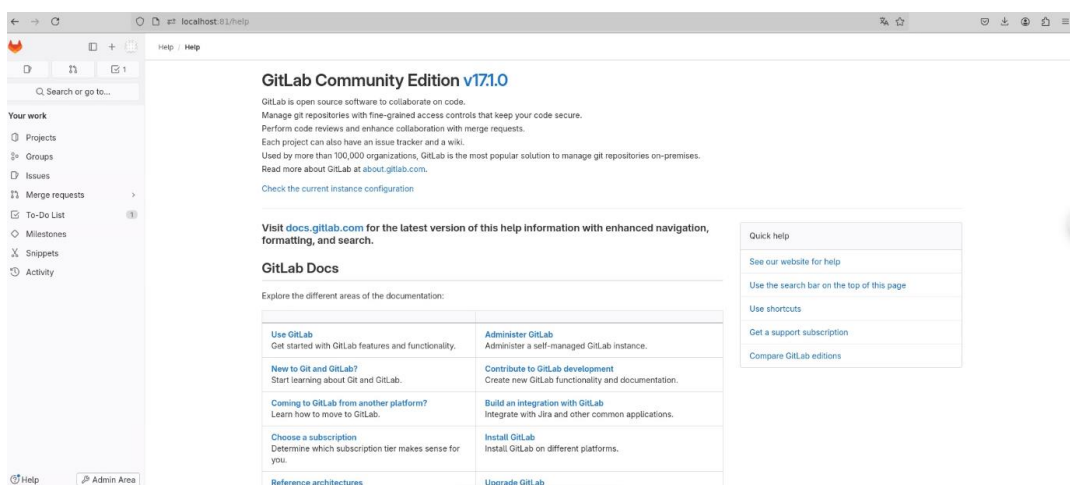 localhost:81/help
Help / Help
1
Search or go to...
Your work
Projects
Groups
Issues
Merge requests
To-Do List 1
Milestones
Snippets
Activity
Help
Admin Area
GitLab Community Edition v17.1.0
GitLab is open source software to collaborate on code.
Manage git repositories with fine-grained access controls that keep your code secure.
Perform code reviews and enhance collaboration with merge requests.
Each project can also have an issue tracker and a wiki.
Used by more than 100,000 organizations, GitLab is the most popular solution to manage git repositories on-premises.
Read more about GitLab at about.gitlab.com.
Check the current instance configuration
Visit docs.gitlab.com for the latest version of this help information with enhanced navigation,
formatting, and search.
GitLab Docs
Explore the different areas of the documentation:
Use GitLab
Get started with GitLab features and functionality.
Administer GitLab
Administer a self-managed GitLab instance.
New to Git and GitLab?
Start learning about Git and GitLab.
Contribute to GitLab development
Create new GitLab functionality and documentation.
Coming to GitLab from another platform?
Learn how to move to GitLab.
Build an integration with GitLab
Integrate with Jira and other common applications.
Choose a subscription
Determine which subscription tier makes sense for
you.
Install GitLab
Install GitLab on different platforms.
Reference architectures
Upgrade GitLab
Quick help
See our website for help
Use the search bar on the top of this page
Use shortcuts
Get a support subscription
Compare GitLab editions